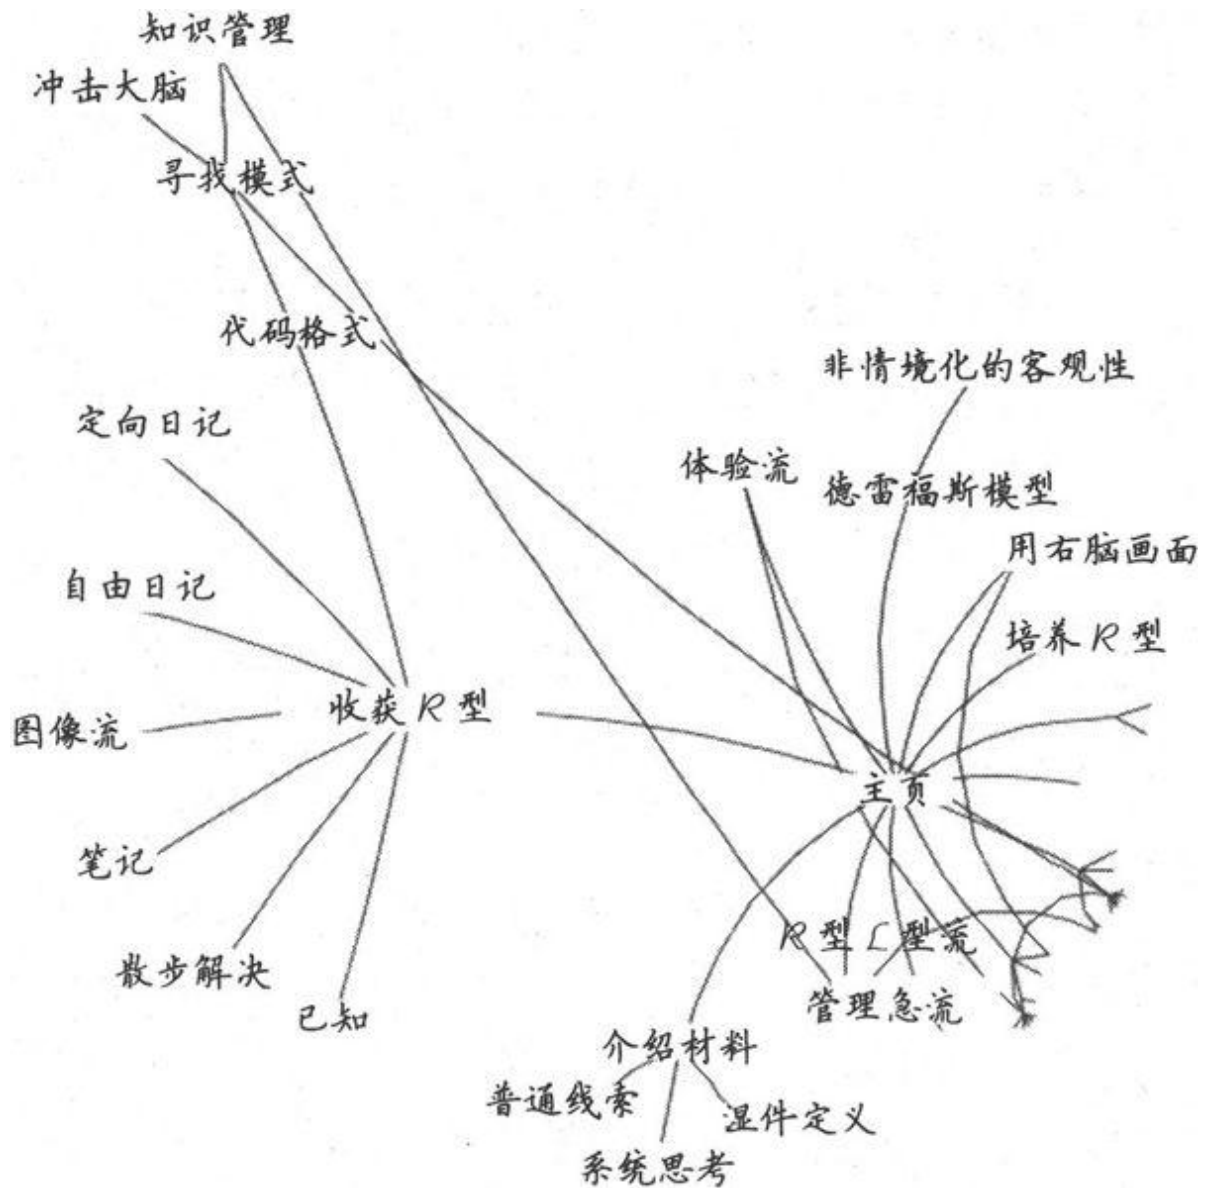 知识管理
冲击大脑
寻找模式
代码格式
非情境化的客观性
定向日记
体验流
德雷福斯模型
用右脑画面
自由日记
培养R型
收获R型
图像流
主页
笔记
R型L型流
散步解决
管理急流
已知
介绍材料
普通线索
湿件定义
系统思考